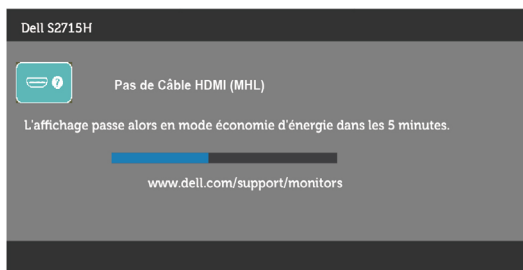 Dell S2715H
Pas de Câble HDMI (MHL)
L'affichage passe alors en mode économie d'énergie dans les 5 minutes.
www.dell.com/support/monitors